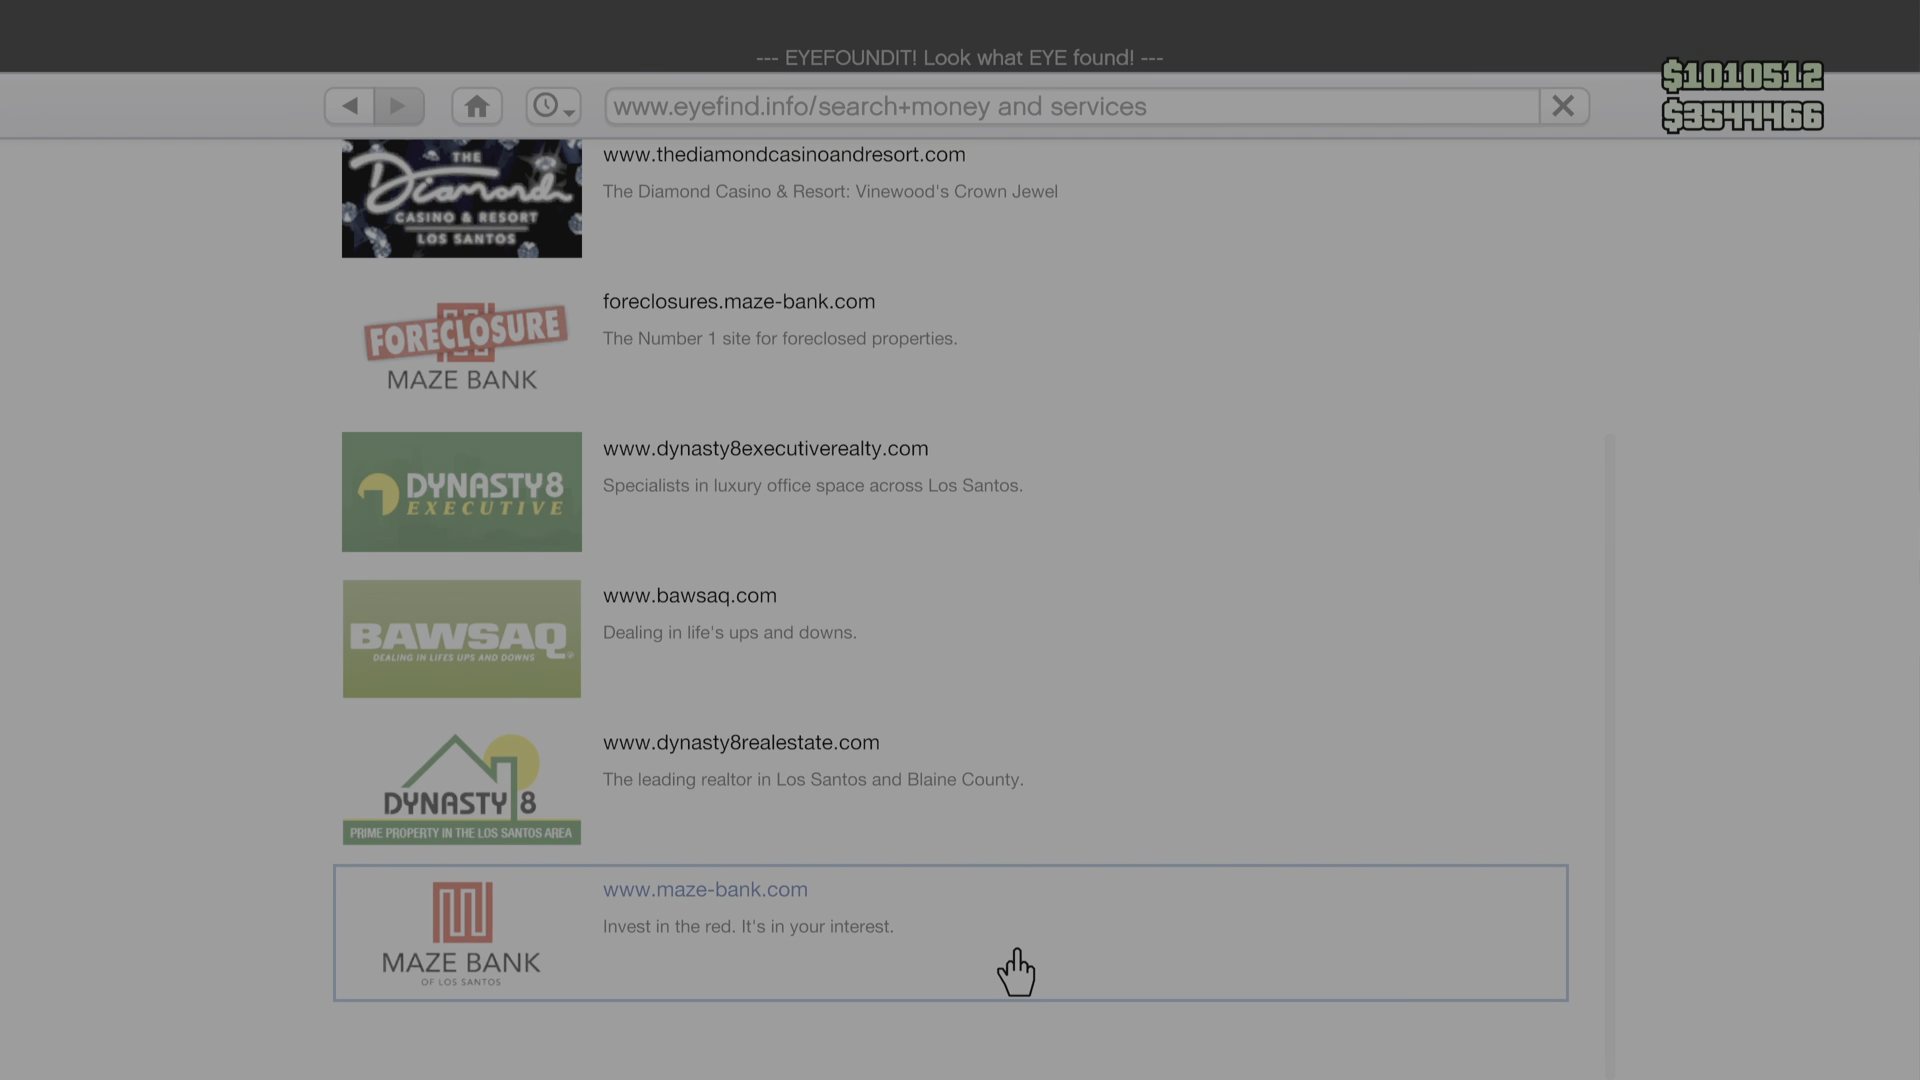 --- EYEFOUNDIT! Look what EYE found! ---
$1010512
www.eyefind.info/search+money and services
$3544466
THE
Diamond
CASINO & RESORT
LOS SANTOS
www.thediamondcasinoandresort.com
The Diamond Casino & Resort: Vinewood's Crown Jewel
FORECLOSURE
MAZE BANK
foreclosures.maze-bank.com
The Number 1 site for foreclosed properties.
DYNASTY8
EXECUTIVE
www.dynasty8executiverealty.com
Specialists in luxury office space across Los Santos.
BAWSAQ
DEALING IN LIFES UPS AND DOWNS
www.bawsaq.com
Dealing in life's ups and downs.
DYNASTY 8
PRIME PROPERTY IN THE LOS SANTOS AREA
www.dynasty8realestate.com
The leading realtor in Los Santos and Blaine County.
MAZE BANK
OF LOS SANTOS
www.maze-bank.com
Invest in the red. It's in your interest.